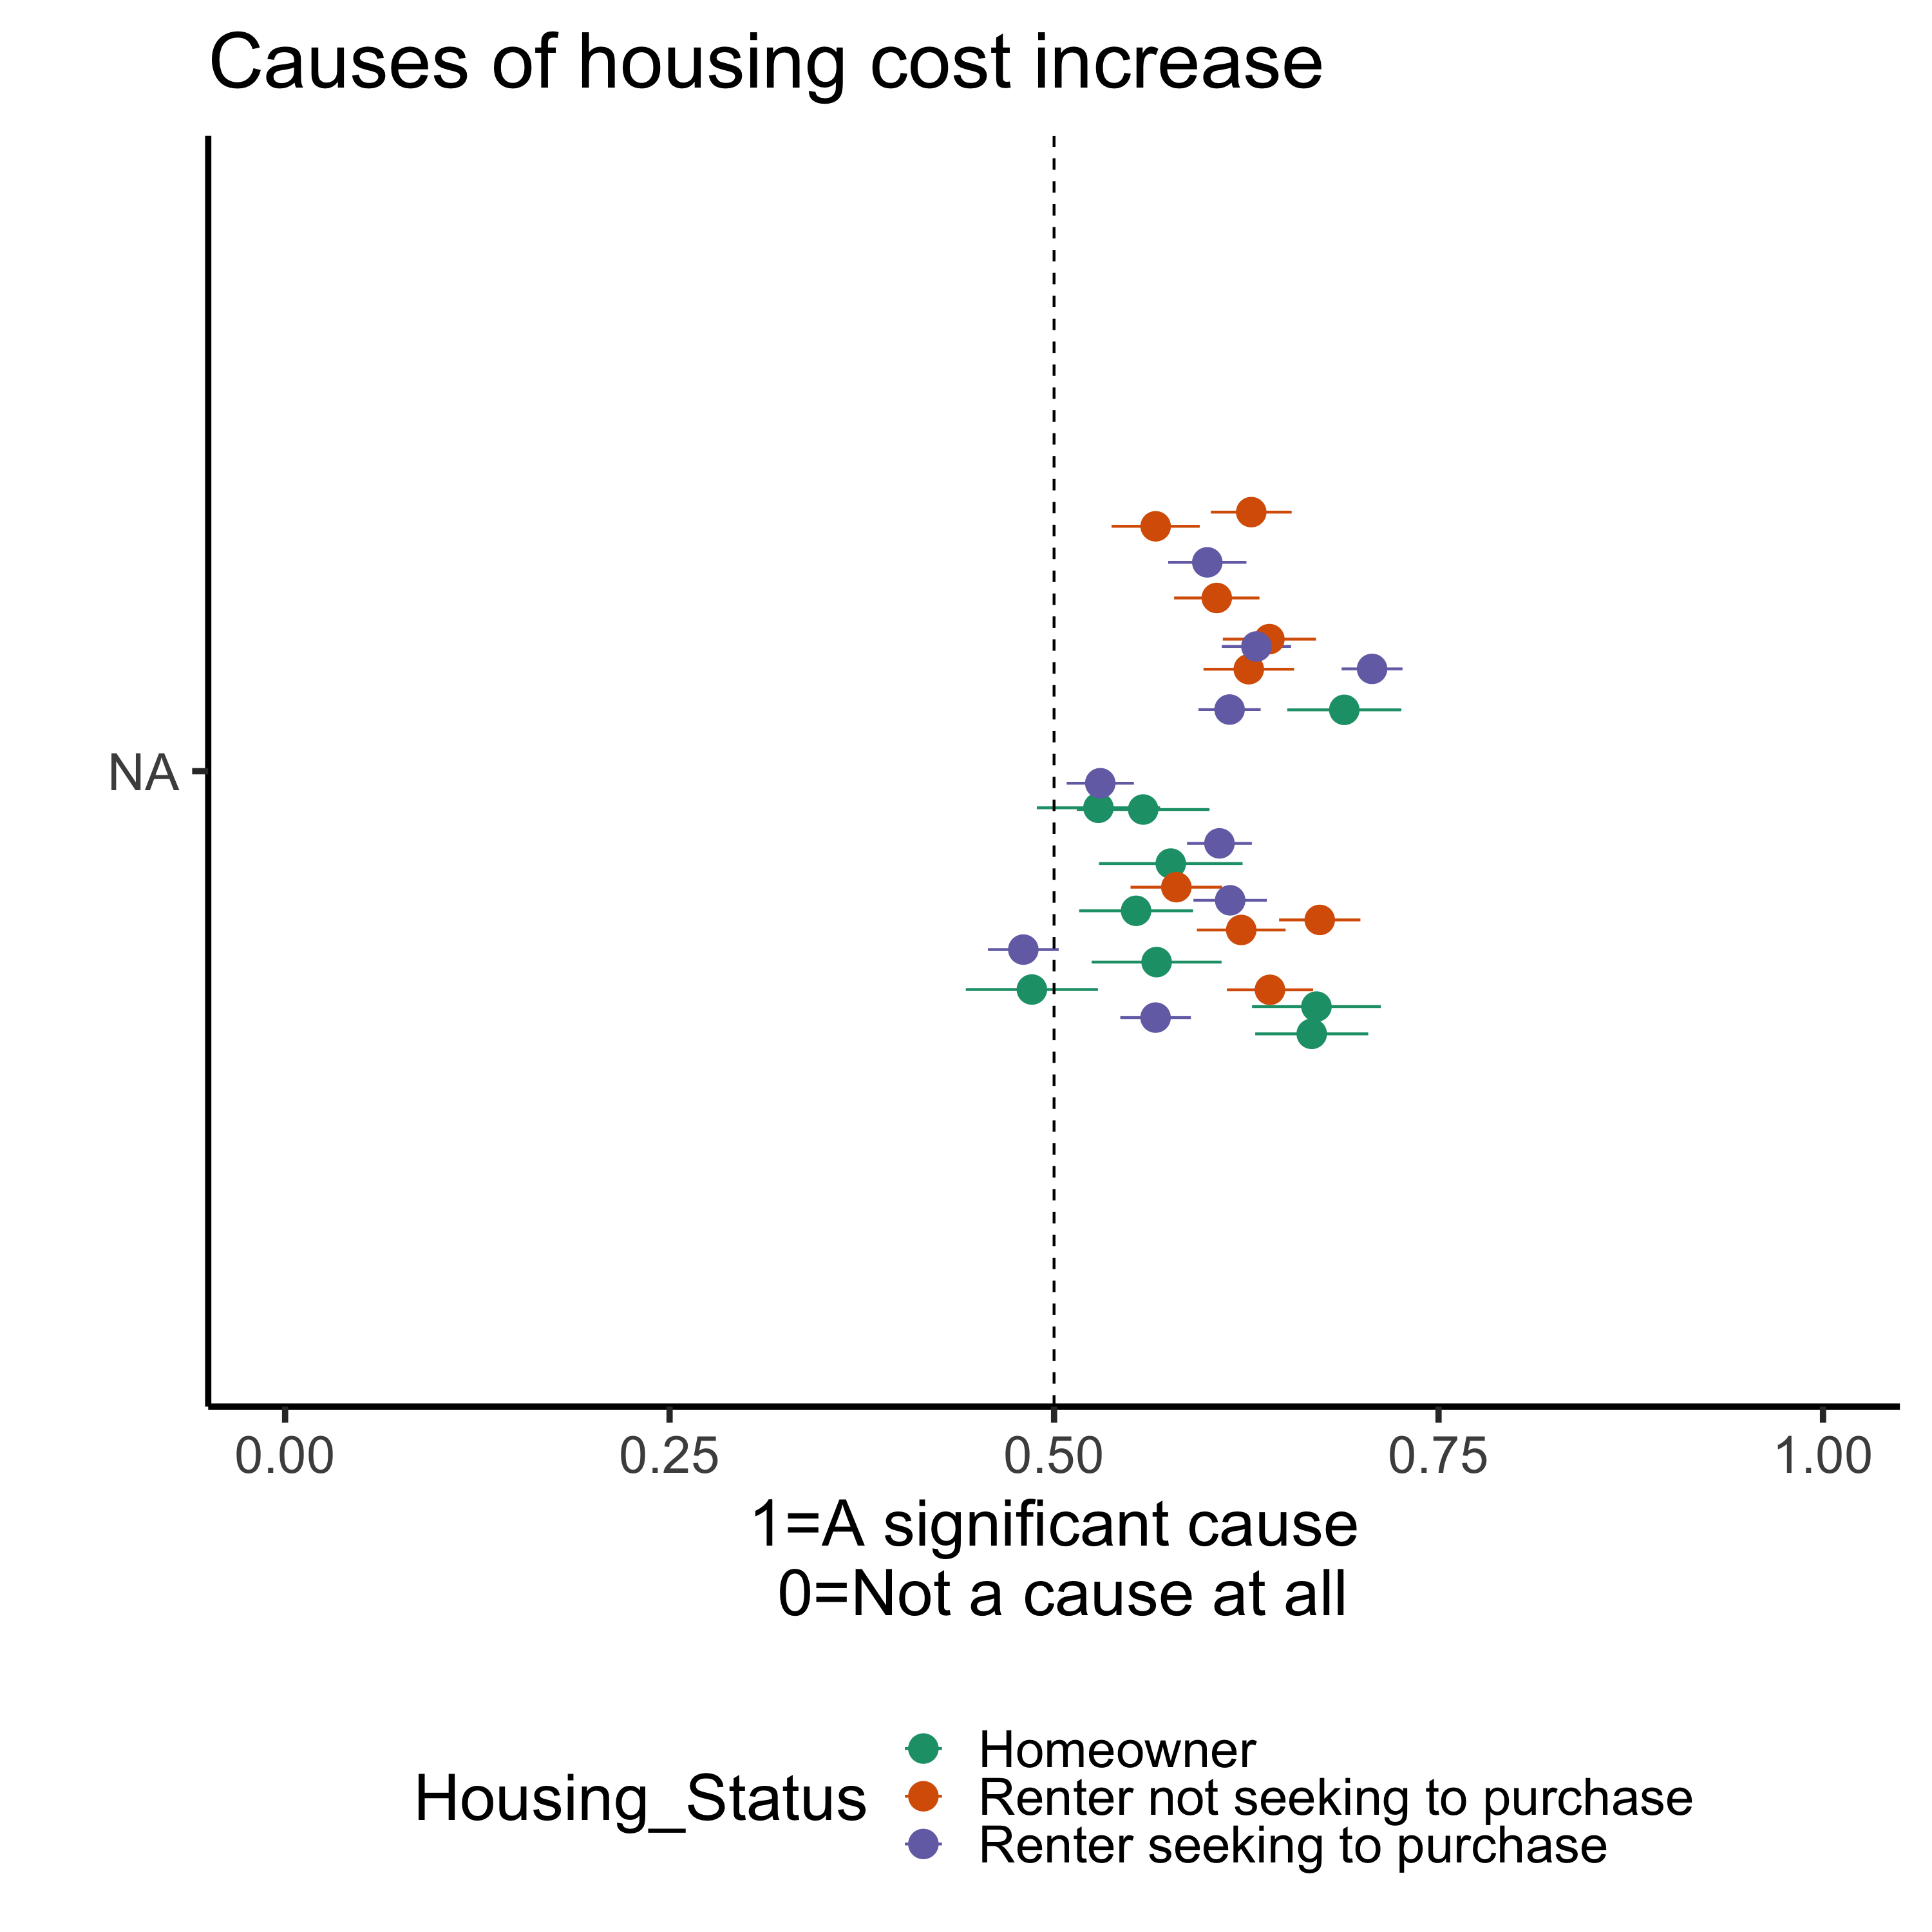 Causes of housing cost increase
NA
0.00 0.25 0.50 0.75 1.00
1=A significant cause
0=Not a cause at all
Housing_Status
Homeowner
Renter not seeking to purchase
Renter seeking to purchase